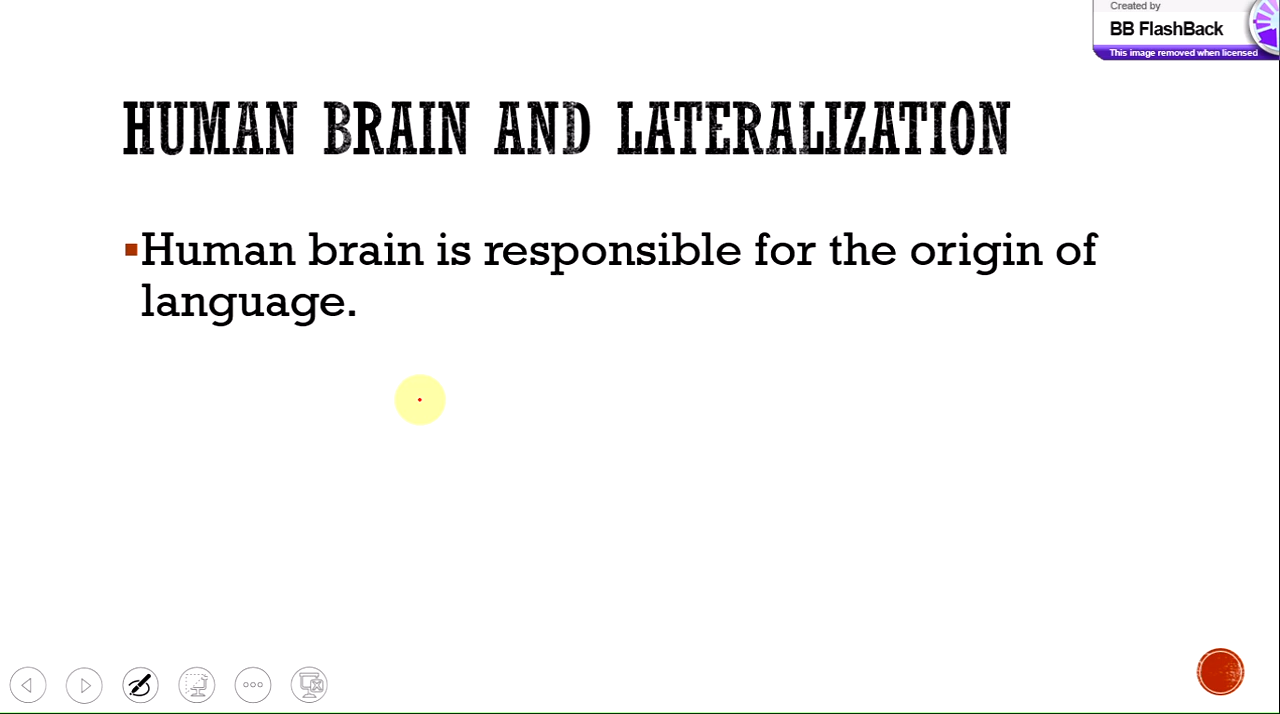 Created by
BB FlashBack
This image removed when licensed
HUMAN BRAIN AND LATERALIZATION
▪Human brain is responsible for the origin of
language.